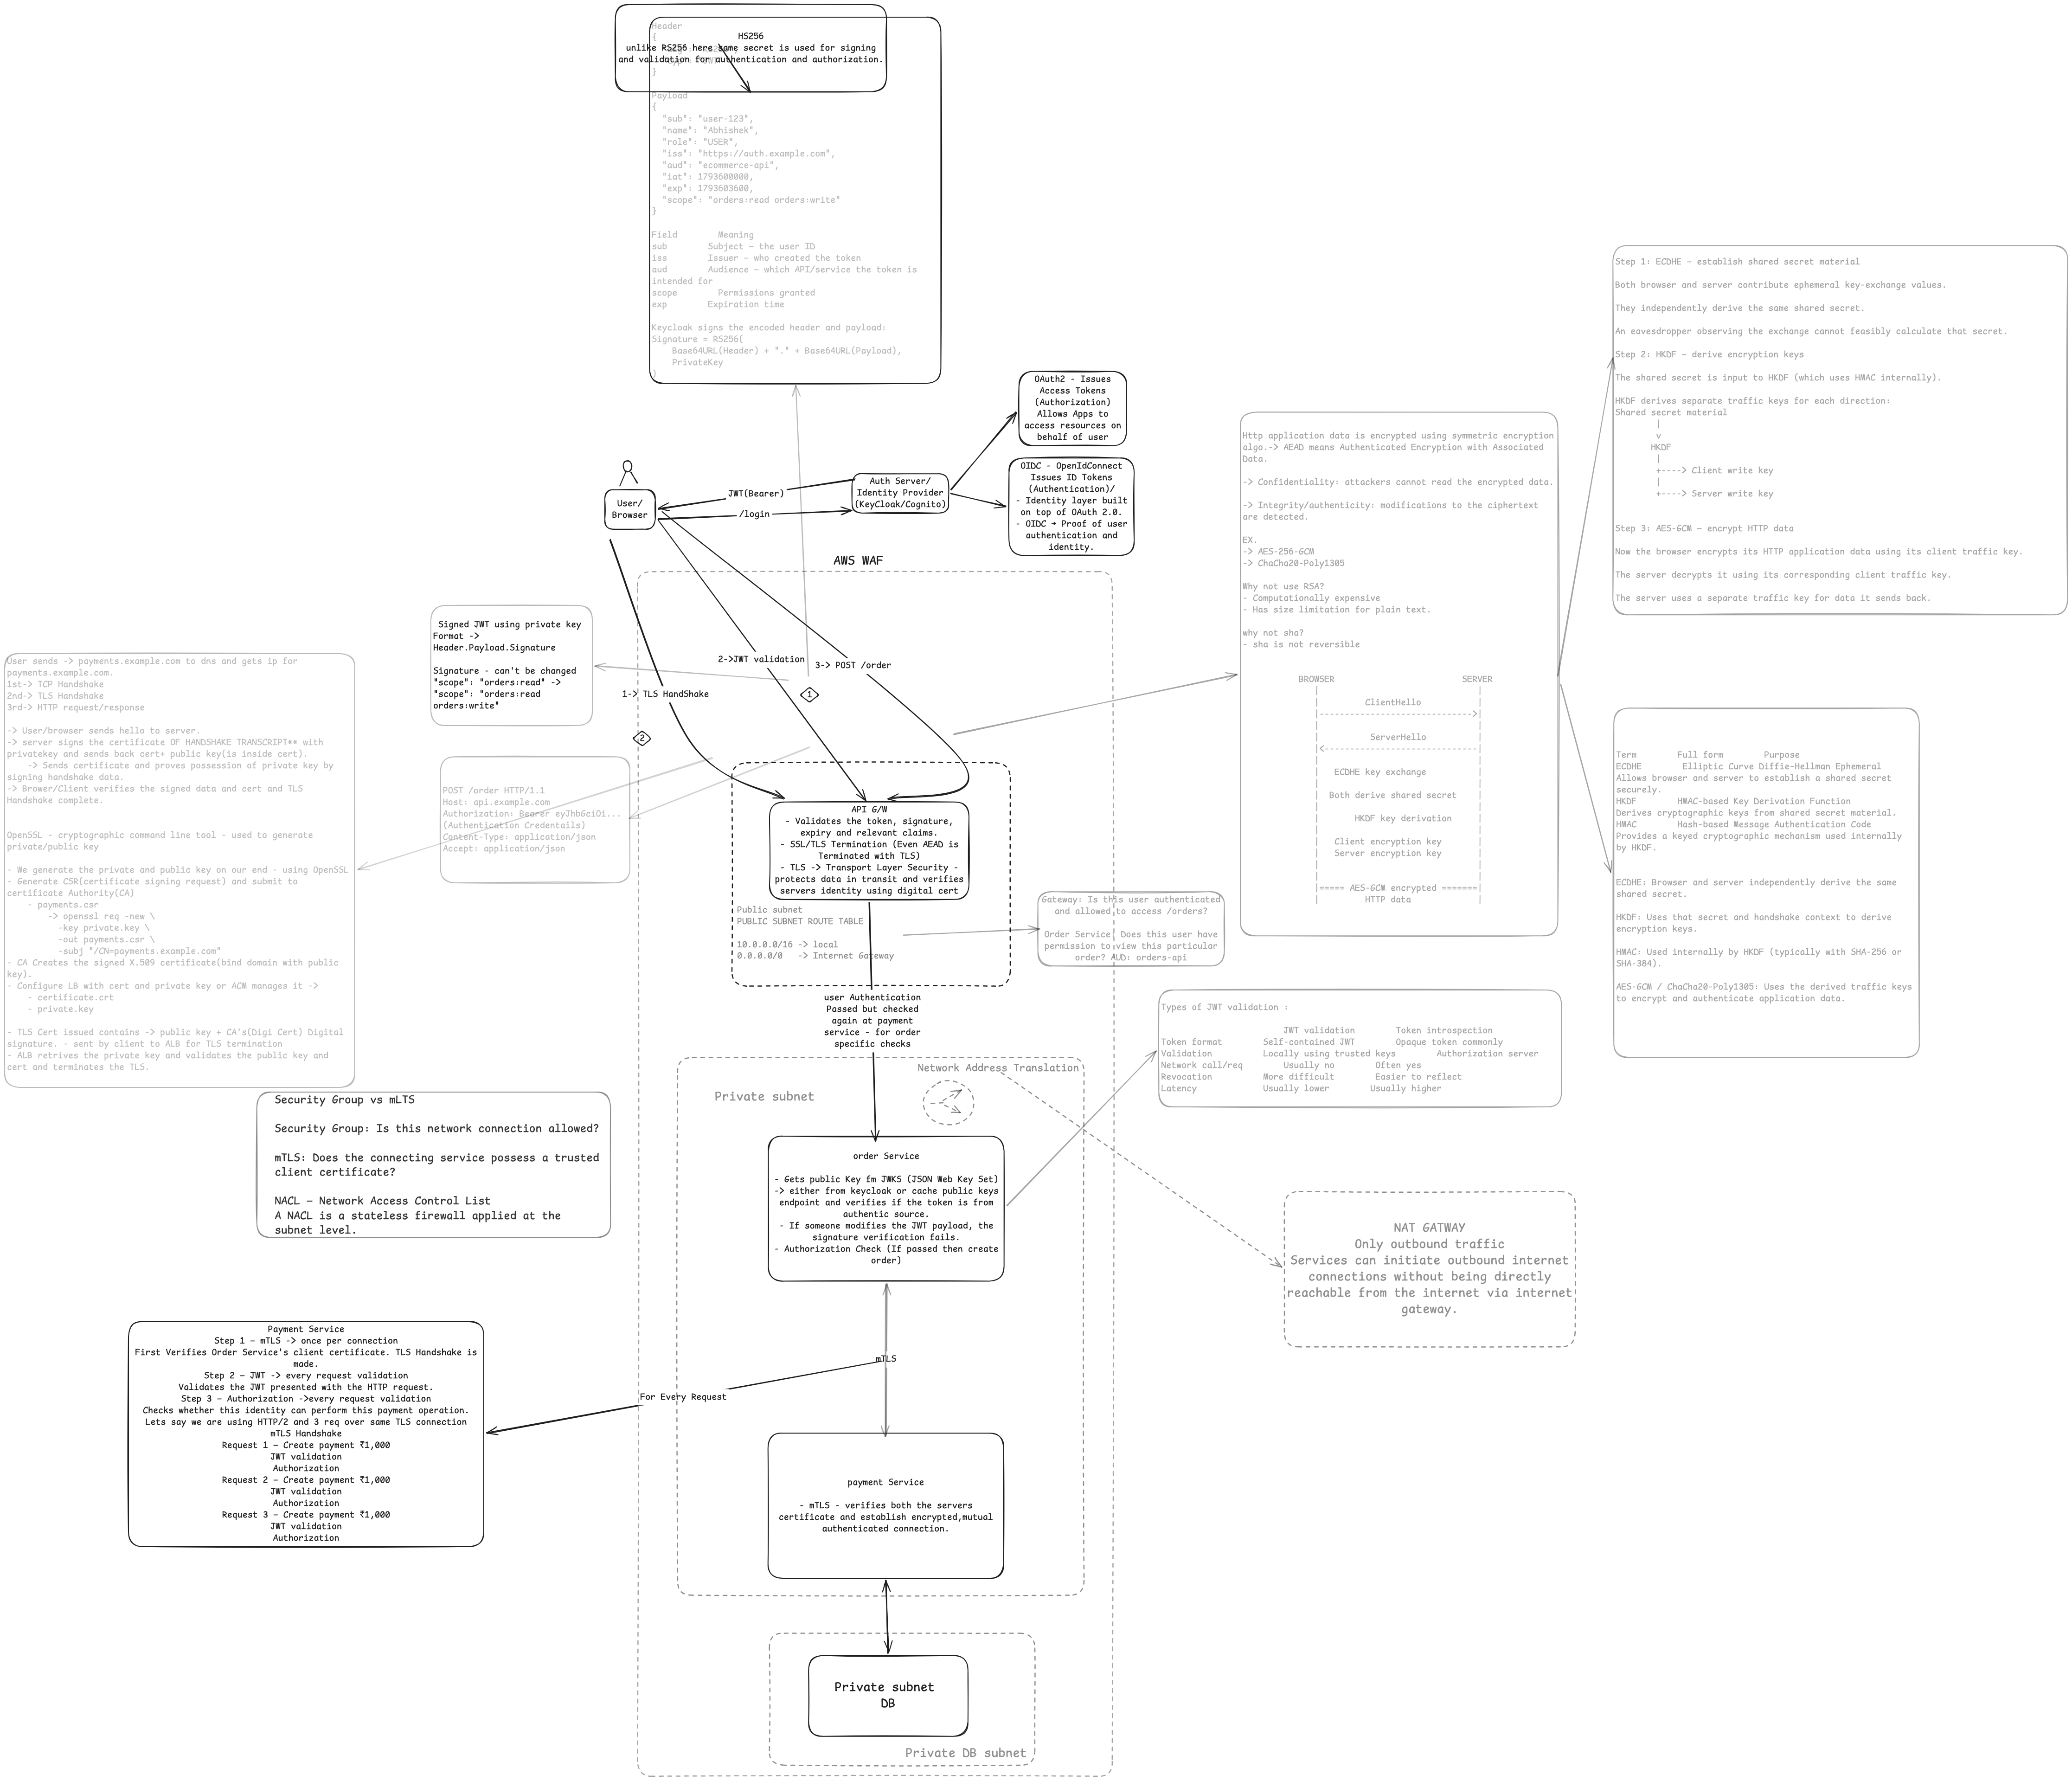 HS256
unlike RS256 here same secret is used for signing
and validation for authentication and authorization.
Header
{
}
Payload
{
"sub": "user-123",
"name": "Abhishek",
"role": "USER",
"iss": "https://auth.example.com",
"aud": "ecommerce-api",
"iat": 1793600000,
"exp": 1793603600,
"scope": "orders:read orders:write"
}
Field Meaning
sub Subject – the user ID
iss Issuer – who created the token
aud Audience – which API/service the token is
intended for
scope Permissions granted
exp Expiration time
Keycloak signs the encoded header and payload:
Signature = RS256(
Base64URL(Header) + "." + Base64URL(Payload),
PrivateKey
)
OAuth2 - Issues
Access Tokens
(Authorization)
Allows Apps to
access resources on
behalf of user
OIDC - OpenIdConnect
Issues ID Tokens
(Authentication)/
- Identity layer built
on top of OAuth 2.0.
- OIDC → Proof of user
authentication and
identity.
Auth Server/
Identity Provider
(KeyCloak/Cognito)
JWT(Bearer)
/login
User/
Browser
AWS WAF
1-> TLS HandShake
2->JWT validation
3-> POST /order
1
2
Signed JWT using private key
Format ->
Header.Payload.Signature
Signature - can't be changed
"scope": "orders:read" ->
"scope": "orders:read
orders:write"
POST /order HTTP/1.1
Host: api.example.com
Authorization: Bearer eyJhbGciOi...
(Authentication Credentails)
Content-Type: application/json
Accept: application/json
User sends -> payments.example.com to dns and gets ip for
payments.example.com.
1st-> TCP Handshake
2nd-> TLS Handshake
3rd-> HTTP request/response
-> User/browser sends hello to server.
-> server signs the certificate OF HANDSHAKE TRANSCRIPT** with
privatekey and sends back cert+ public key(is inside cert).
-> Sends certificate and proves possession of private key by
signing handshake data.
-> Brower/Client verifies the signed data and cert and TLS
Handshake complete.
OpenSSL - cryptographic command line tool - used to generate
private/public key
- We generate the private and public key on our end - using OpenSSL
- Generate CSR(certificate signing request) and submit to
certificate Authority(CA)
- payments.csr
-> openssl req -new \
-key private.key \
-out payments.csr \
-subj "/CN=payments.example.com"
- CA Creates the signed X.509 certificate(bind domain with public
key).
- Configure LB with cert and private key or ACM manages it ->
- certificate.crt
- private.key
- TLS Cert issued contains -> public key + CA's(Digi Cert) Digital
signature. - sent by client to ALB for TLS termination
- ALB retrives the private key and validates the public key and
cert and terminates the TLS.
API G/W
- Validates the token, signature,
expiry and relevant claims.
- SSL/TLS Termination (Even AEAD is
Terminated with TLS)
- TLS -> Transport Layer Security -
protects data in transit and verifies
servers identity using digital cert
Public subnet
PUBLIC SUBNET ROUTE TABLE
10.0.0.0/16 -> local
0.0.0.0/0 -> Internet Gateway
Gateway: Is this user authenticated
and allowed to access /orders?
Order Service: Does this user have
permission to view this particular
order? AUD: orders-api
user Authentication
Passed but checked
again at payment
service - for order
specific checks
Http application data is encrypted using symmetric encryption
algo.-> AEAD means Authenticated Encryption with Associated
Data.
-> Confidentiality: attackers cannot read the encrypted data.
-> Integrity/authenticity: modifications to the ciphertext
are detected.
EX.
-> AES-256-GCM
-> ChaCha20-Poly1305
Why not use RSA?
- Computationally expensive
- Has size limitation for plain text.
why not sha?
- sha is not reversible
BROWSER SERVER
ClientHello
ServerHello
ECDHE key exchange
Both derive shared secret
HKDF key derivation
Client encryption key
Server encryption key
===== AES-GCM encrypted =======
HTTP data
Step 1: ECDHE – establish shared secret material
Both browser and server contribute ephemeral key-exchange values.
They independently derive the same shared secret.
An eavesdropper observing the exchange cannot feasibly calculate that secret.
Step 2: HKDF – derive encryption keys
The shared secret is input to HKDF (which uses HMAC internally).
HKDF derives separate traffic keys for each direction:
Shared secret material
|
v
HKDF
|
+----> Client write key
|
+----> Server write key
Step 3: AES-GCM – encrypt HTTP data
Now the browser encrypts its HTTP application data using its client traffic key.
The server decrypts it using its corresponding client traffic key.
The server uses a separate traffic key for data it sends back.
Term Full form Purpose
ECDHE Elliptic Curve Diffie-Hellman Ephemeral
Allows browser and server to establish a shared secret
securely.
HKDF HMAC-based Key Derivation Function
Derives cryptographic keys from shared secret material.
HMAC Hash-based Message Authentication Code
Provides a keyed cryptographic mechanism used internally
by HKDF.
ECDHE: Browser and server independently derive the same
shared secret.
HKDF: Uses that secret and handshake context to derive
encryption keys.
HMAC: Used internally by HKDF (typically with SHA-256 or
SHA-384).
AES-GCM / ChaCha20-Poly1305: Uses the derived traffic keys
to encrypt and authenticate application data.
Types of JWT validation :
JWT validation Token introspection
Token format Self-contained JWT Opaque token commonly
Validation Locally using trusted keys Authorization server
Network call/req Usually no Often yes
Revocation More difficult Easier to reflect
Latency Usually lower Usually higher
Network Address Translation
Private subnet
order Service
- Gets public Key fm JWKS (JSON Web Key Set)
-> either from keycloak or cache public keys
endpoint and verifies if the token is from
authentic source.
- If someone modifies the JWT payload, the
signature verification fails.
- Authorization Check (If passed then create
order)
Security Group vs mLTS
Security Group: Is this network connection allowed?
mTLS: Does the connecting service possess a trusted
client certificate?
NACL – Network Access Control List
A NACL is a stateless firewall applied at the
subnet level.
NAT GATWAY
Only outbound traffic
Services can initiate outbound internet
connections without being directly
reachable from the internet via internet
gateway.
mTLS
For Every Request
Payment Service
Step 1 – mTLS -> once per connection
First Verifies Order Service's client certificate. TLS Handshake is
made.
Step 2 – JWT -> every request validation
Validates the JWT presented with the HTTP request.
Step 3 – Authorization ->every request validation
Checks whether this identity can perform this payment operation.
Lets say we are using HTTP/2 and 3 req over same TLS connection
mTLS Handshake
Request 1 – Create payment ₹1,000
JWT validation
Authorization
Request 2 – Create payment ₹1,000
JWT validation
Authorization
Request 3 – Create payment ₹1,000
JWT validation
Authorization
payment Service
- mTLS - verifies both the servers
certificate and establish encrypted,mutual
authenticated connection.
Private subnet
DB
Private DB subnet